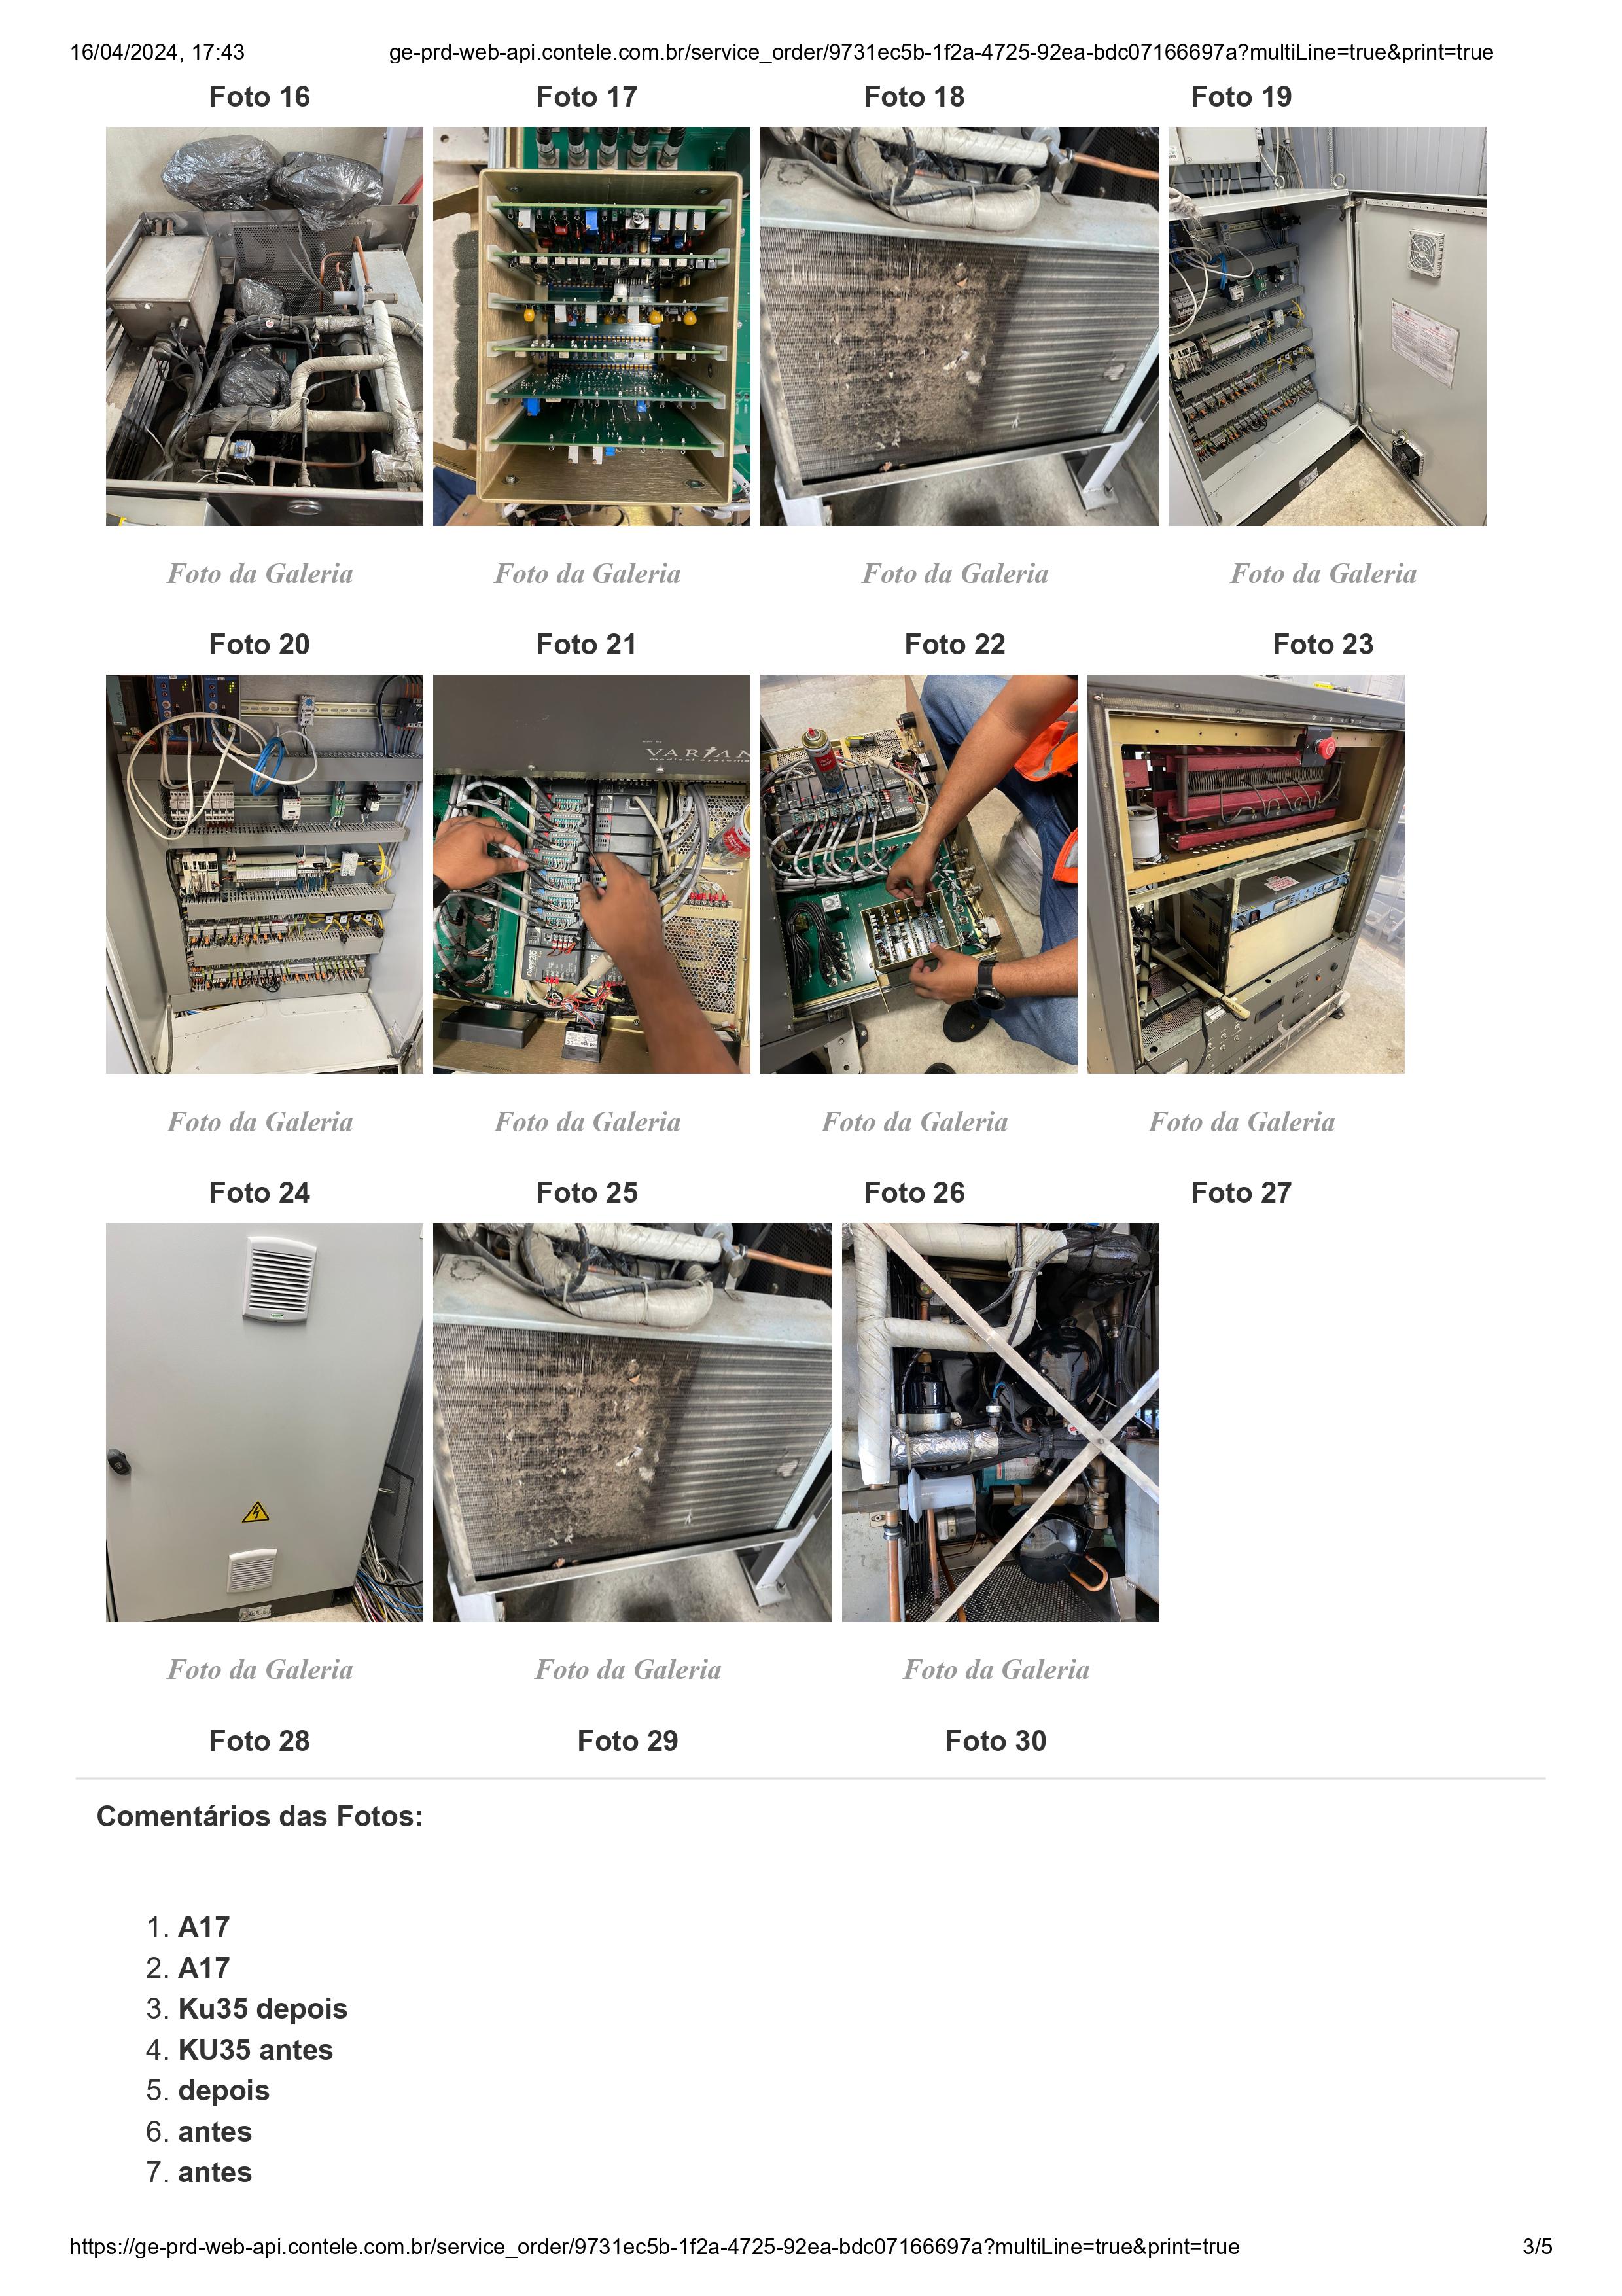 16/04/2024, 17:43 ge-prd-web-api.contele.com.br/service_order/9731ec5b-1f2a-4725-92ea-bdc07166697a?multiLine=true&print=true
Foto 16 Foto 17 Foto 18 Foto 19
Foto da Galeria Foto da Galeria Foto da Galeria Foto da Galeria
Foto 20 Foto 21 Foto 22 Foto 23
VARIAN
medical systems
Foto da Galeria Foto da Galeria Foto da Galeria Foto da Galeria
Foto 24 Foto 25 Foto 26 Foto 27
Foto da Galeria Foto da Galeria Foto da Galeria
Foto 28 Foto 29 Foto 30
Comentários das Fotos:
1. A17
2. A17
3. Ku35 depois
4. KU35 antes
5. depois
6. antes
7. antes
https://ge-prd-web-api.contele.com.br/service_order/9731ec5b-1f2a-4725-92ea-bdc07166697a?multiLine=true&print=true 3/5